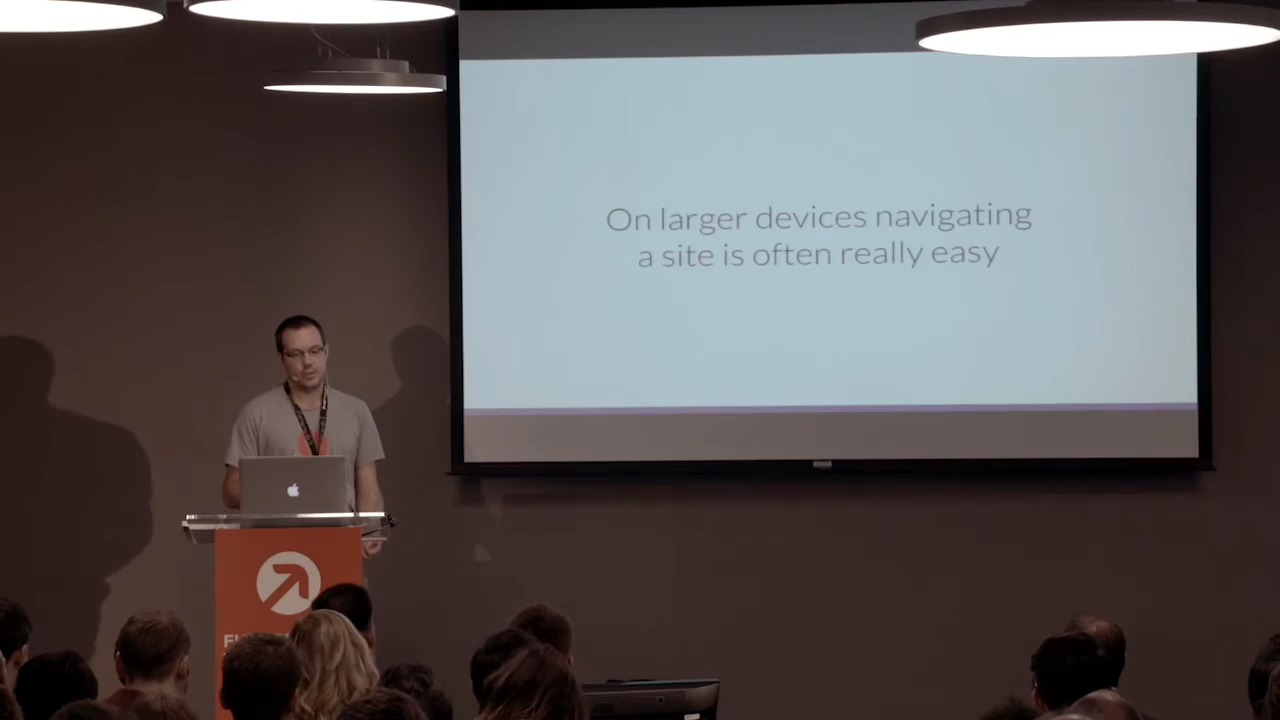 On larger devices navigating
a site is often really easy